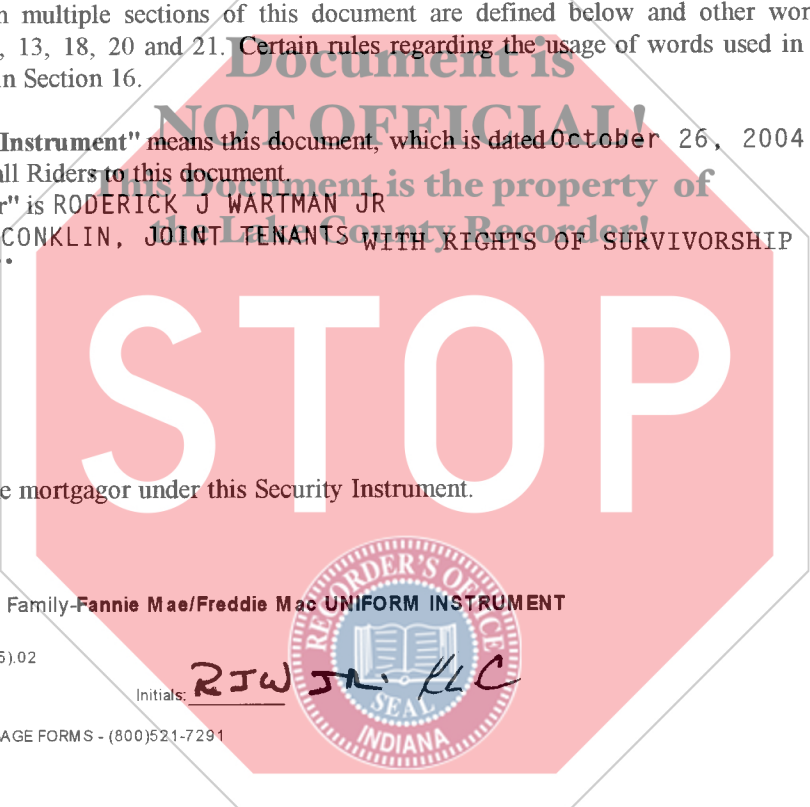 multiple sections of this document are defined below and other wor
, 13, 18, 20 and 21. Certain rules regarding the usage of words used in
in Section 16.
Document is
NOT OFFICIAL!
Instrument" means this document, which is dated October 26, 2004
all Riders to this document.
This Document is the property of
r" is RODERICK J WARTMAN JR
the Lake County Recorder!
CONKLIN, JOINT TENANTS WITH RIGHTS OF SURVIVORSHIP
STOP
e mortgagor under this Security Instrument.
Family-Fannie Mae/Freddie Mac UNIFORM INSTRUMENT
5).02
Initials: RJW JR. KLC
RECORDER'S OFFICE
SEAL
INDIANA
AGE FORMS - (800)521-7291